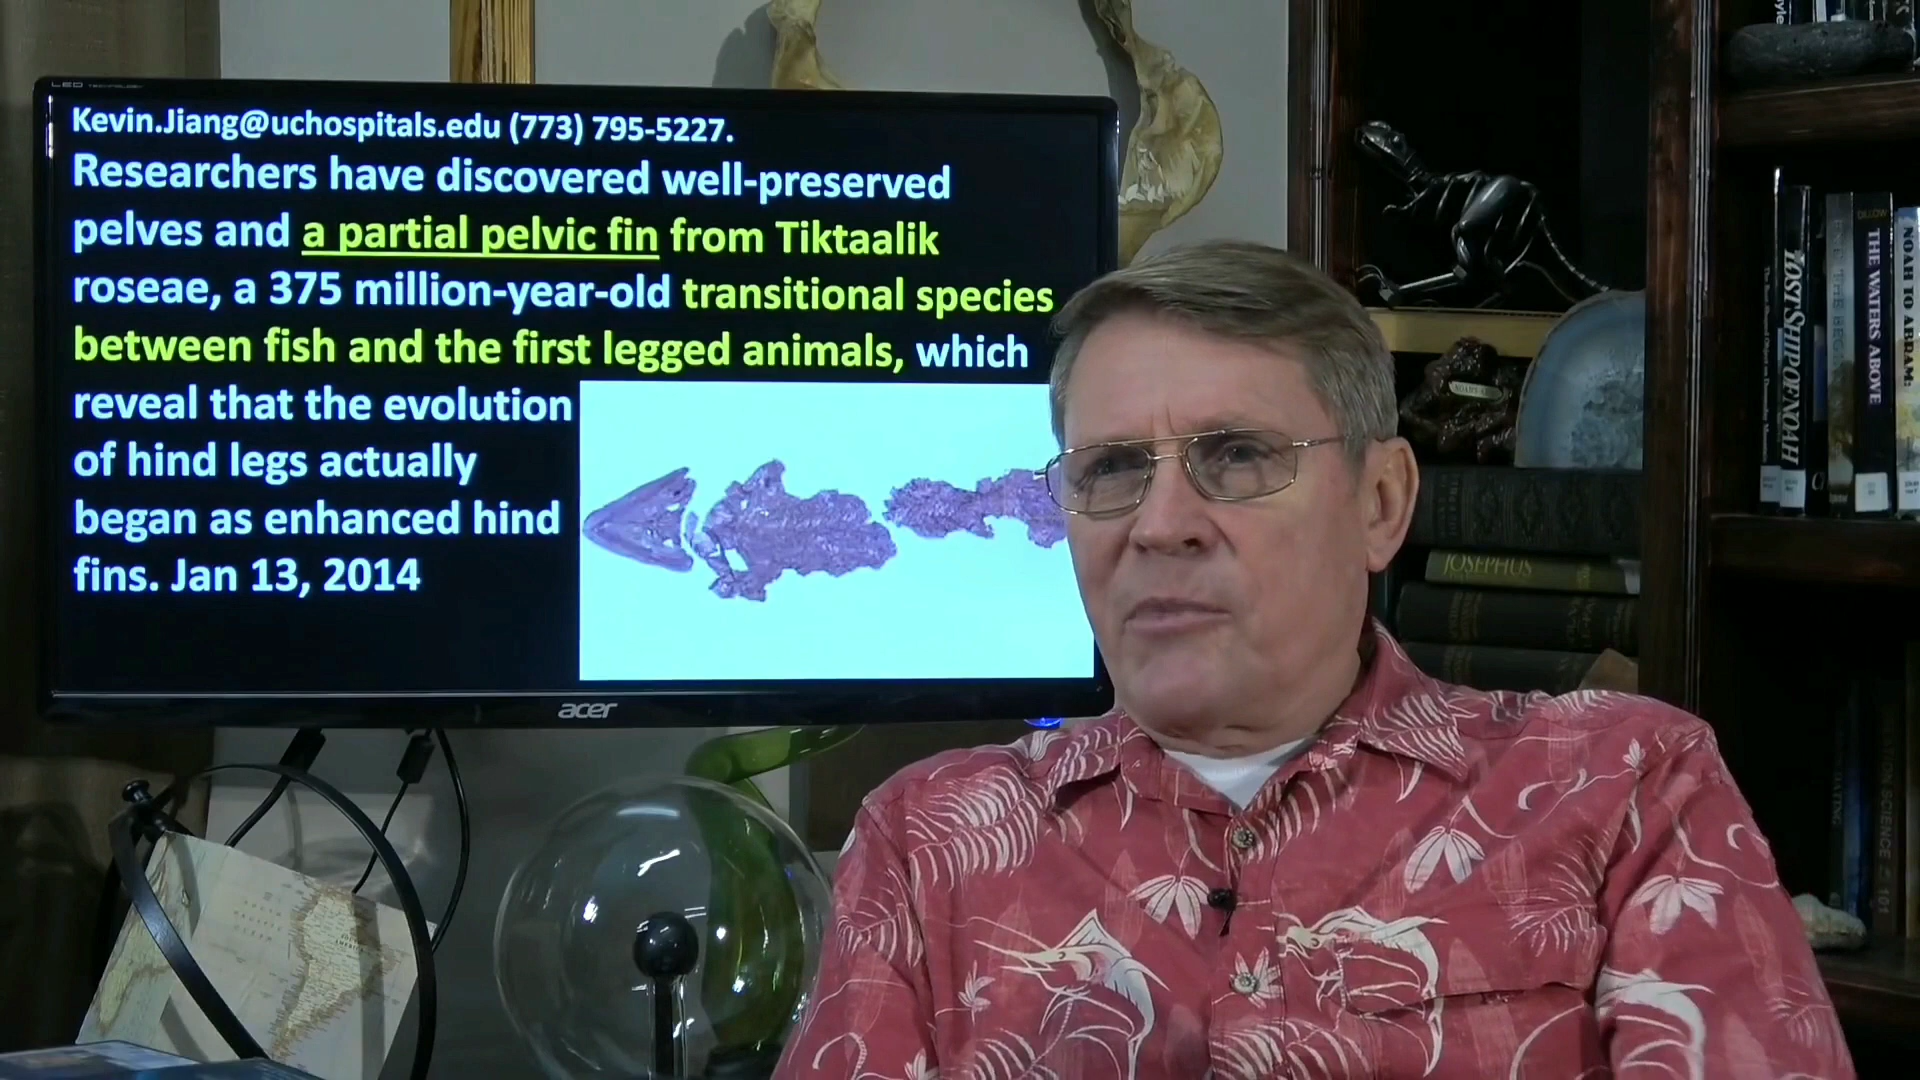 LED TECHNOLOGY
Kevin.Jiang@uchospitals.edu (773) 795-5227.
Researchers have discovered well-preserved
pelves and a partial pelvic fin from Tiktaalik
roseae, a 375 million-year-old transitional species
between fish and the first legged animals, which
reveal that the evolution
of hind legs actually
began as enhanced hind
fins. Jan 13, 2014
acer
JOSEPHUS
LOST SHIP OF NOAH
DILLOW
THE WATERS ABOVE
NOAH TO ABRAM: